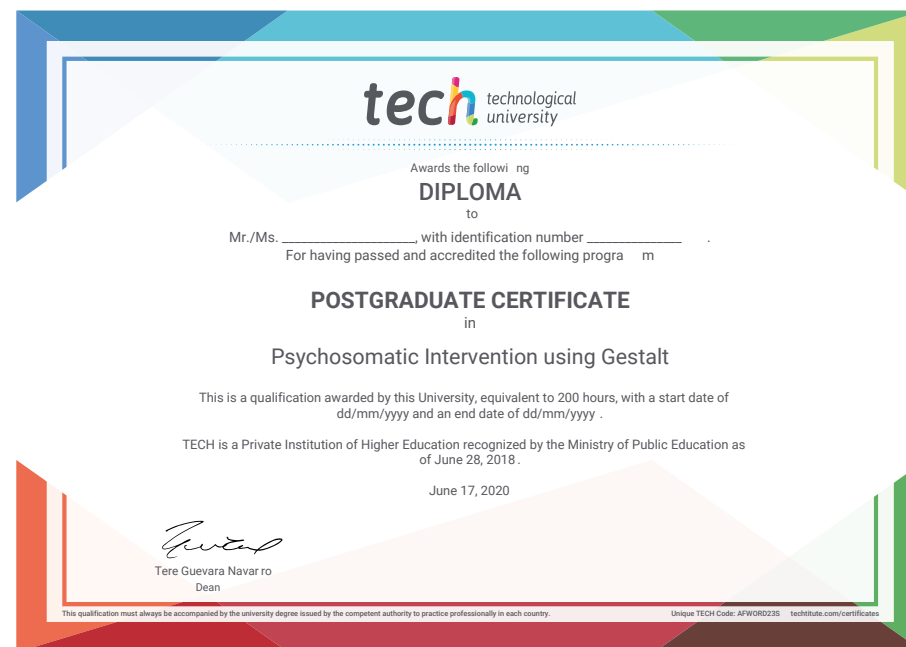 tech technological
university
Awards the followi ng
DIPLOMA
to
Mr./Ms. ____________________, with identification number ______________ .
For having passed and accredited the following progra m
POSTGRADUATE CERTIFICATE
in
Psychosomatic Intervention using Gestalt
This is a qualification awarded by this University, equivalent to 200 hours, with a start date of
dd/mm/yyyy and an end date of dd/mm/yyyy .
TECH is a Private Institution of Higher Education recognized by the Ministry of Public Education as
of June 28, 2018 .
June 17, 2020
Tere Guevara Navar ro
Dean
This qualification must always be accompanied by the university degree issued by the competent authority to practice professionally in each country. Unique TECH Code: AFWORD23S techtitute.com/certificates